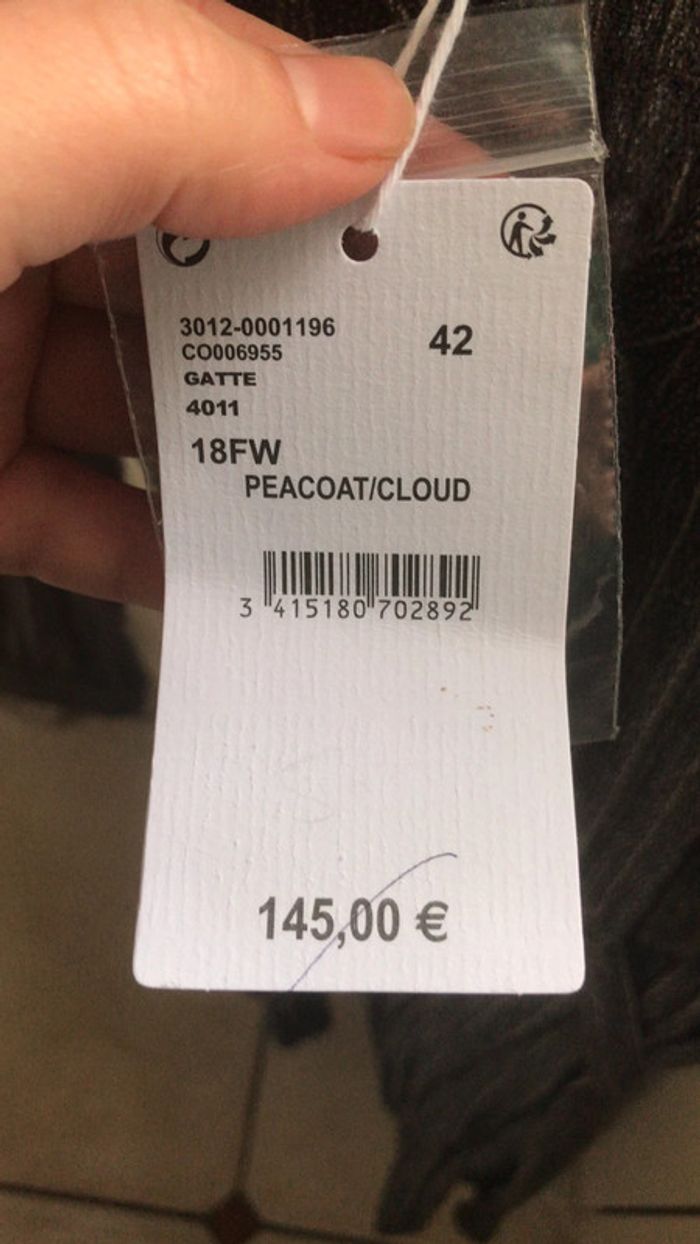 3012-0001196
42
CO006955
GATTE
4011
18FW
PEACOAT/CLOUD
3 415180 702892
145,00 €